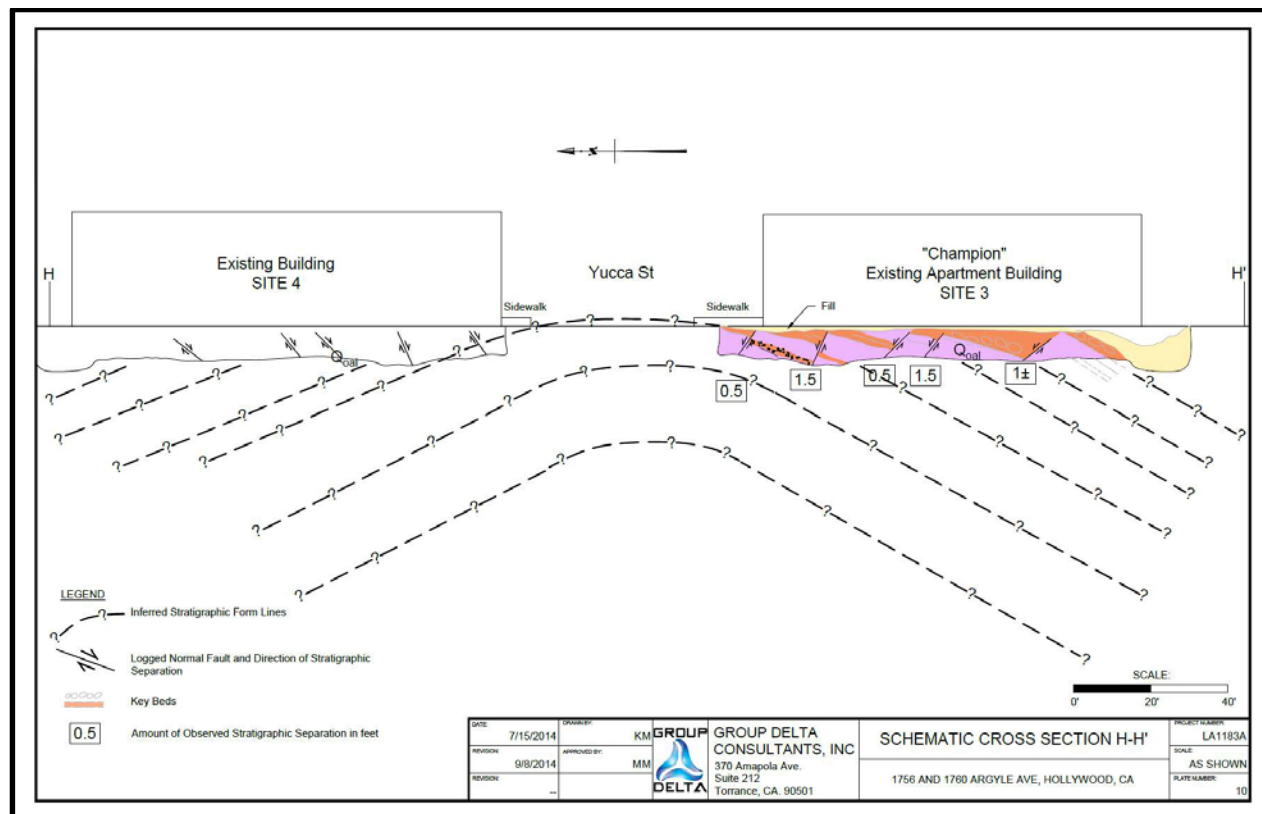 N
Existing Building
SITE 4
Yucca St
"Champion"
Existing Apartment Building
SITE 3
H
H'
Sidewalk
Sidewalk
Fill
Qoal
Qoal
0.5
1.5
0.5
1.5
1±
? ? ? ? ?
? ? ?
? ? ?
? ? ?
? ? ? ?
? ? ? ? ? ? ? ?
? ? ? ? ? ? ?
? ? ?
? ? ?
? ?
? ?
LEGEND
? Inferred Stratigraphic Form Lines
?
Logged Normal Fault and Direction of Stratigraphic
Separation
Key Beds
0.5 Amount of Observed Stratigraphic Separation in feet
SCALE:
0' 20' 40'
DATE: 7/15/2014
DRAWN BY: KM
REVISION: 9/8/2014
APPROVED BY: MM
REVISION: --
GROUP
DELTA
GROUP DELTA
CONSULTANTS, INC
370 Amapola Ave.
Suite 212
Torrance, CA. 90501
SCHEMATIC CROSS SECTION H-H'
1756 AND 1760 ARGYLE AVE, HOLLYWOOD, CA
PROJECT NUMBER: LA1183A
SCALE: AS SHOWN
PLATE NUMBER: 10